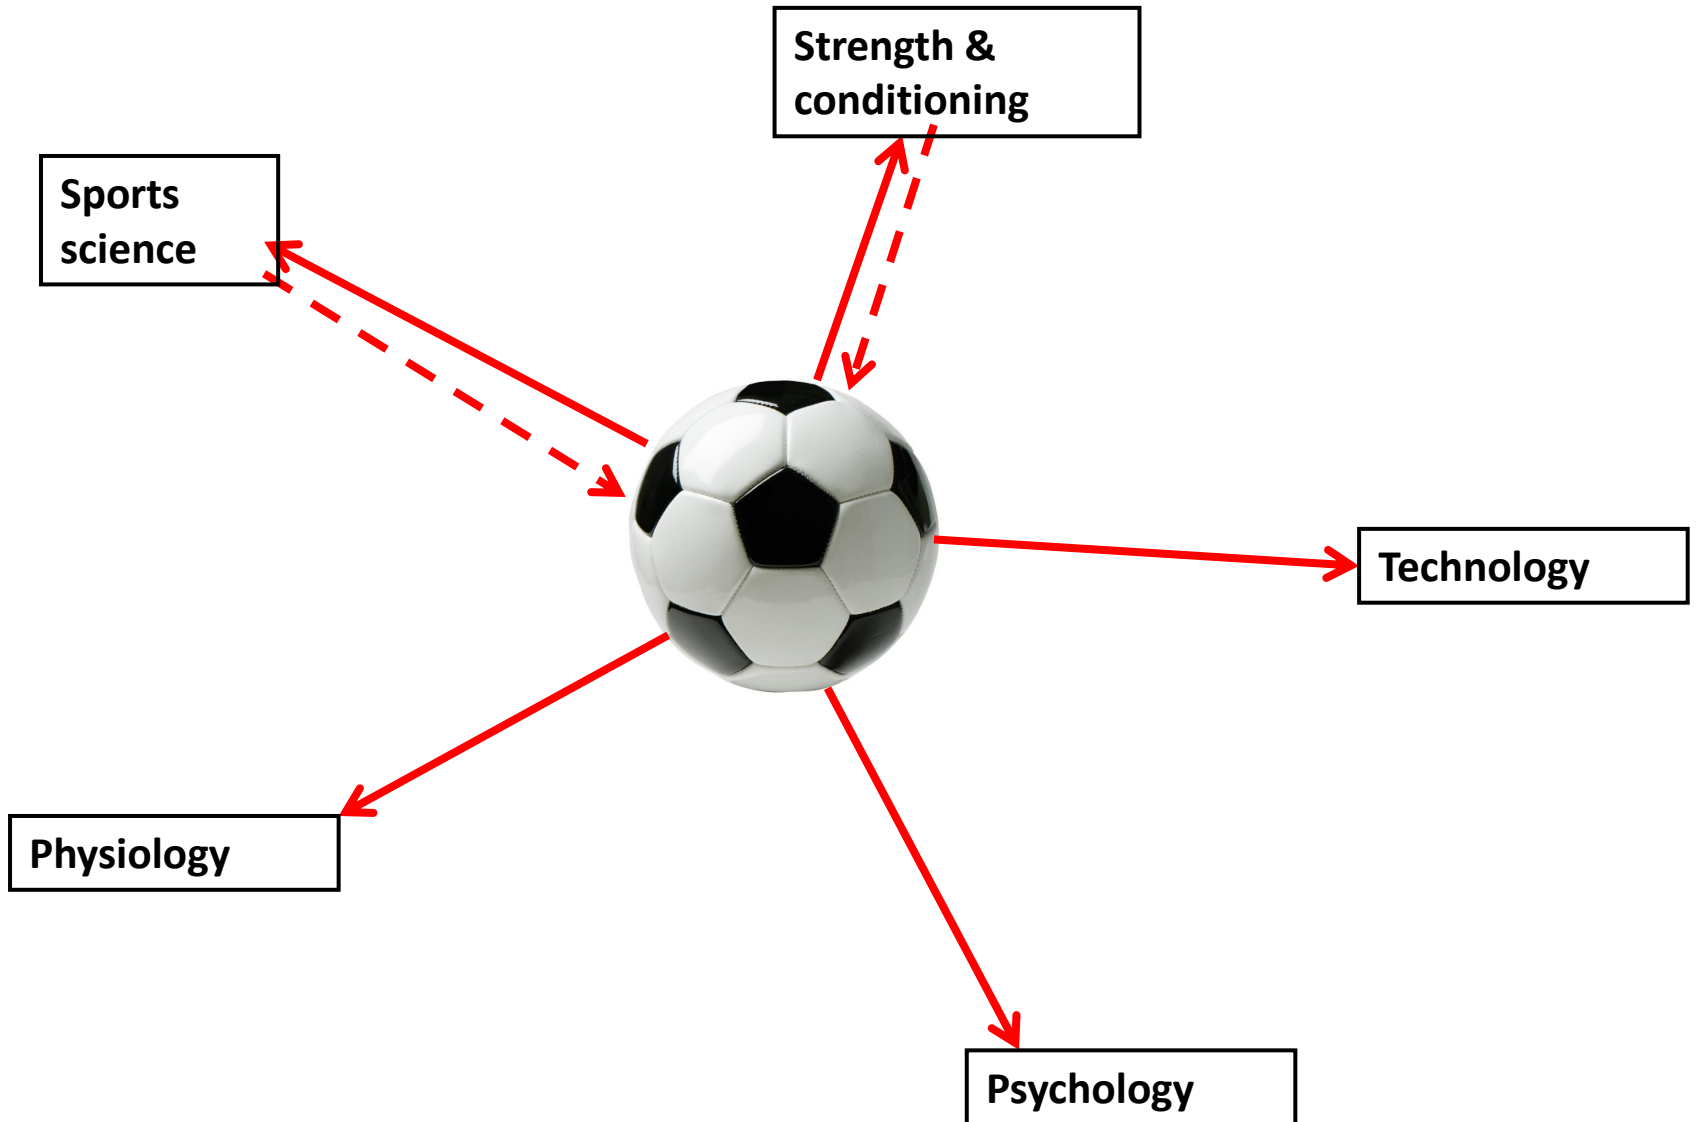 Strength &
conditioning
Sports
science
Technology
Physiology
Psychology